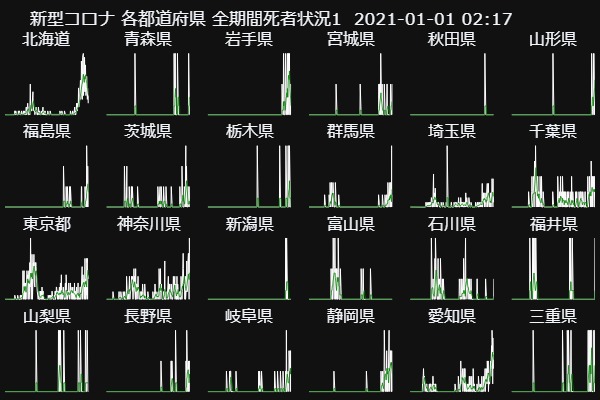 新型コロナ 各都道府県 全期間死者状況1 2021-01-01 02:17
北海道 青森県 岩手県 宮城県 秋田県 山形県
福島県 茨城県 栃木県 群馬県 埼玉県 千葉県
東京都 神奈川県 新潟県 富山県 石川県 福井県
山梨県 長野県 岐阜県 静岡県 愛知県 三重県